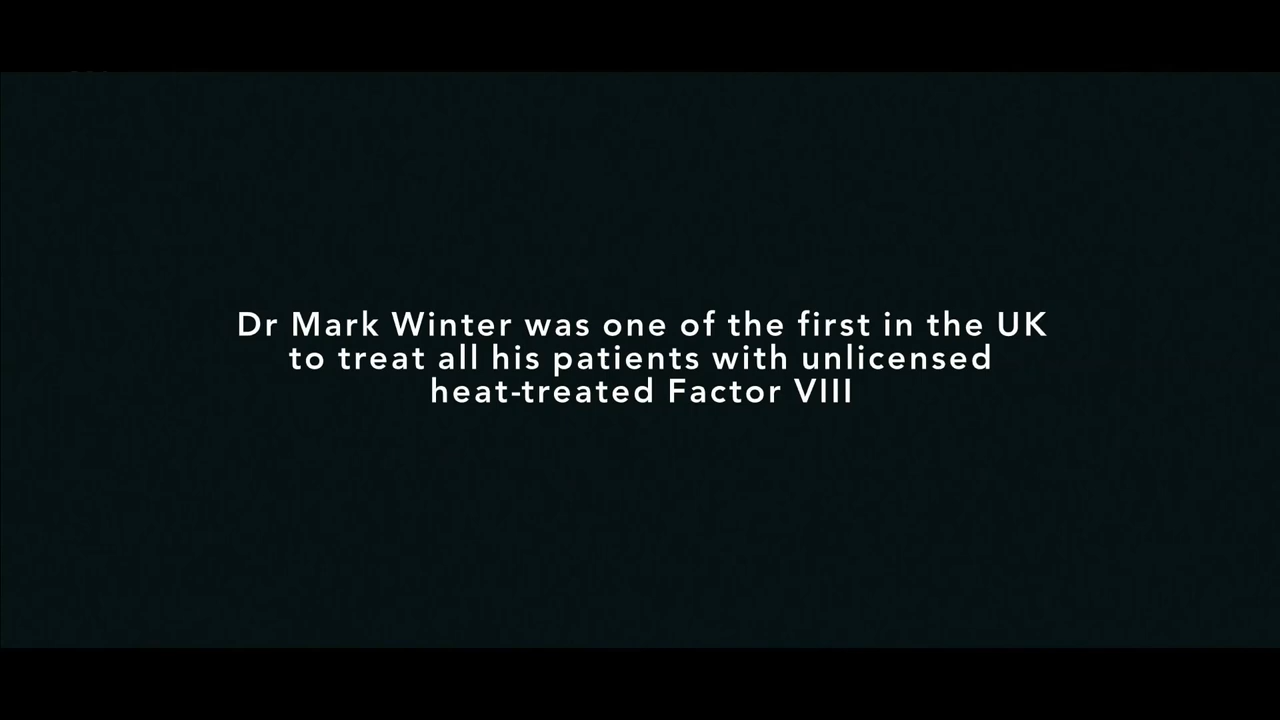 Dr Mark Winter was one of the first in the UK
to treat all his patients with unlicensed
heat-treated Factor VIII